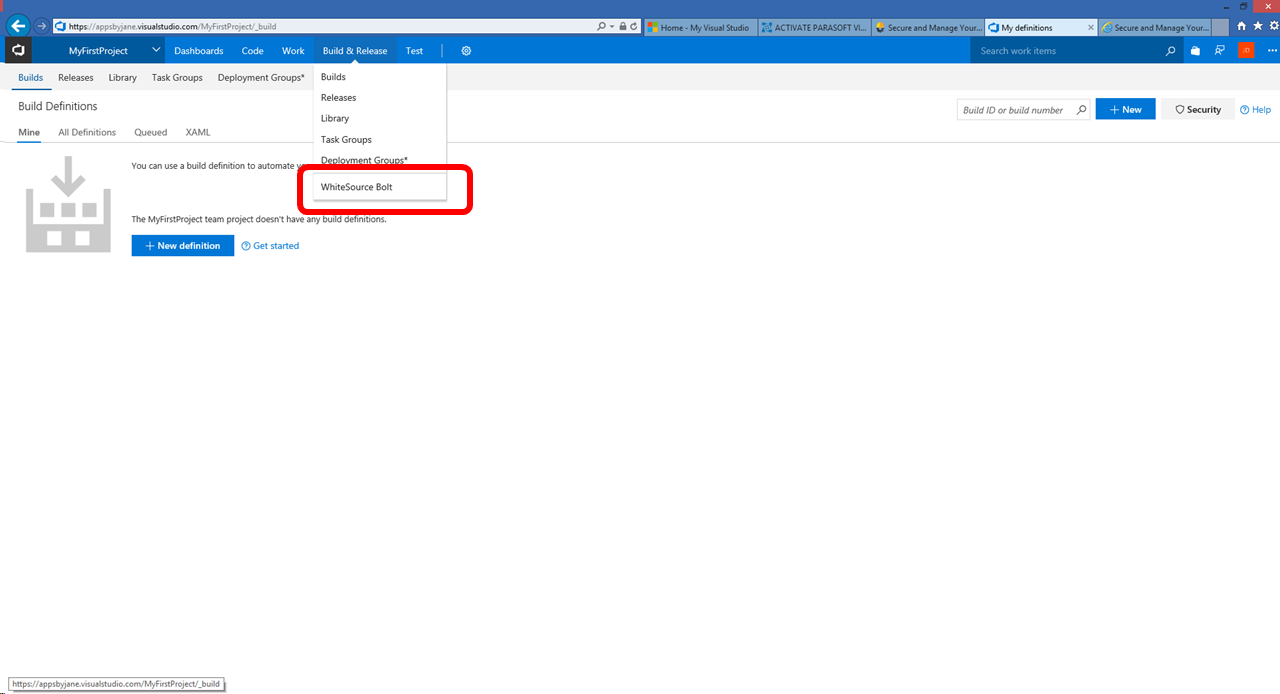 https://appsbyjane.visualstudio.com/MyFirstProject/_build
Home - My Visual Studio
ACTIVATE PARASOFT VI...
Secure and Manage Your...
My definitions
Secure and Manage Your...
MyFirstProject
Dashboards
Code
Work
Build & Release
Test
Search work items
Builds
Releases
Library
Task Groups
Deployment Groups*
Builds
Releases
Library
Task Groups
Deployment Groups*
WhiteSource Bolt
Build Definitions
Build ID or build number
New
Security
Help
Mine
All Definitions
Queued
XAML
You can use a build definition to automate
The MyFirstProject team project doesn't have any build definitions.
New definition
Get started
https://appsbyjane.visualstudio.com/MyFirstProject/_build